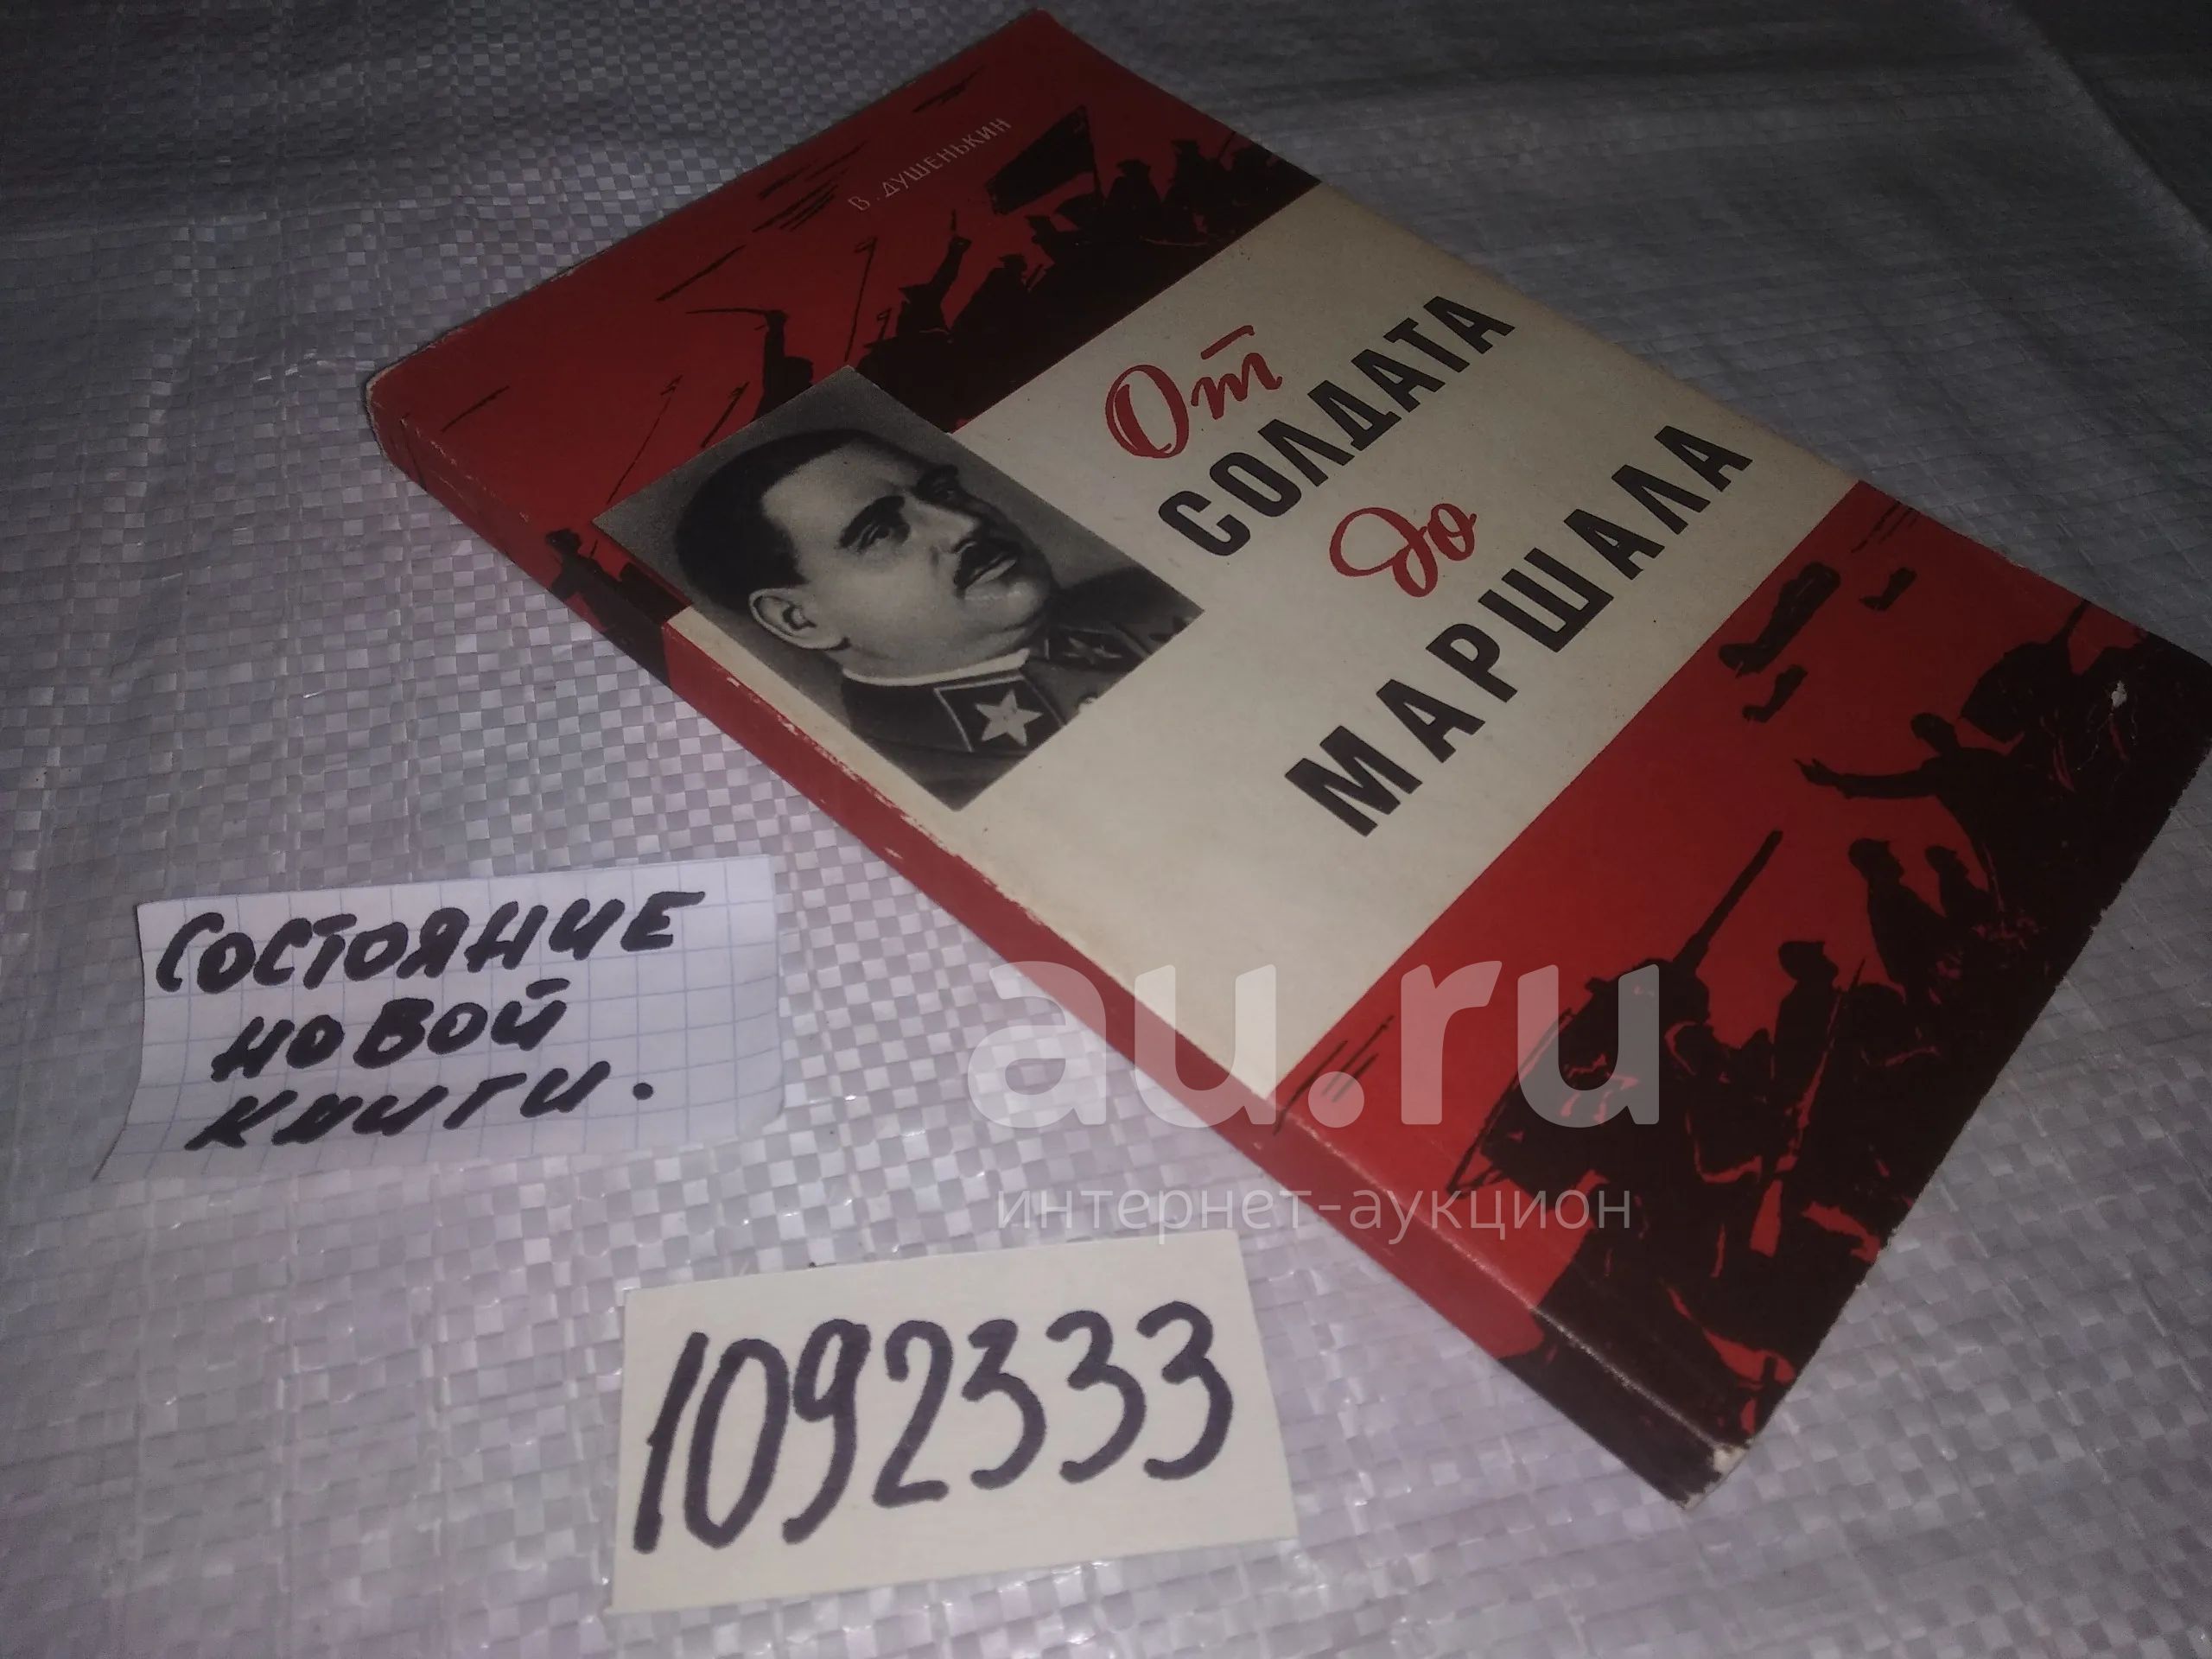 В. ДУШЕНЬКИН
От
СОЛДАТА
до
МАРШАЛА
СОСТОЯНИЕ
НОВОЙ
КНИГИ.
au.ru
интернет-аукцион
1092333